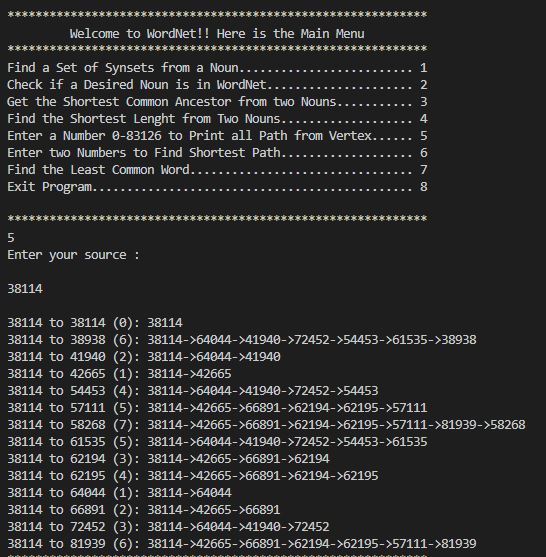 ************************************************************
Welcome to WordNet!! Here is the Main Menu
************************************************************
Find a Set of Synsets from a Noun......................... 1
Check if a Desired Noun is in WordNet..................... 2
Get the Shortest Common Ancestor from two Nouns........... 3
Find the Shortest Lenght from Two Nouns................... 4
Enter a Number 0-83126 to Print all Path from Vertex...... 5
Enter two Numbers to Find Shortest Path................... 6
Find the Least Common Word................................ 7
Exit Program.............................................. 8
************************************************************
5
Enter your source :
38114
38114 to 38114 (0): 38114
38114 to 38938 (6): 38114->64044->41940->72452->54453->61535->38938
38114 to 41940 (2): 38114->64044->41940
38114 to 42665 (1): 38114->42665
38114 to 54453 (4): 38114->64044->41940->72452->54453
38114 to 57111 (5): 38114->42665->66891->62194->62195->57111
38114 to 58268 (7): 38114->42665->66891->62194->62195->57111->81939->58268
38114 to 61535 (5): 38114->64044->41940->72452->54453->61535
38114 to 62194 (3): 38114->42665->66891->62194
38114 to 62195 (4): 38114->42665->66891->62194->62195
38114 to 64044 (1): 38114->64044
38114 to 66891 (2): 38114->42665->66891
38114 to 72452 (3): 38114->64044->41940->72452
38114 to 81939 (6): 38114->42665->66891->62194->62195->57111->81939
************************************************************